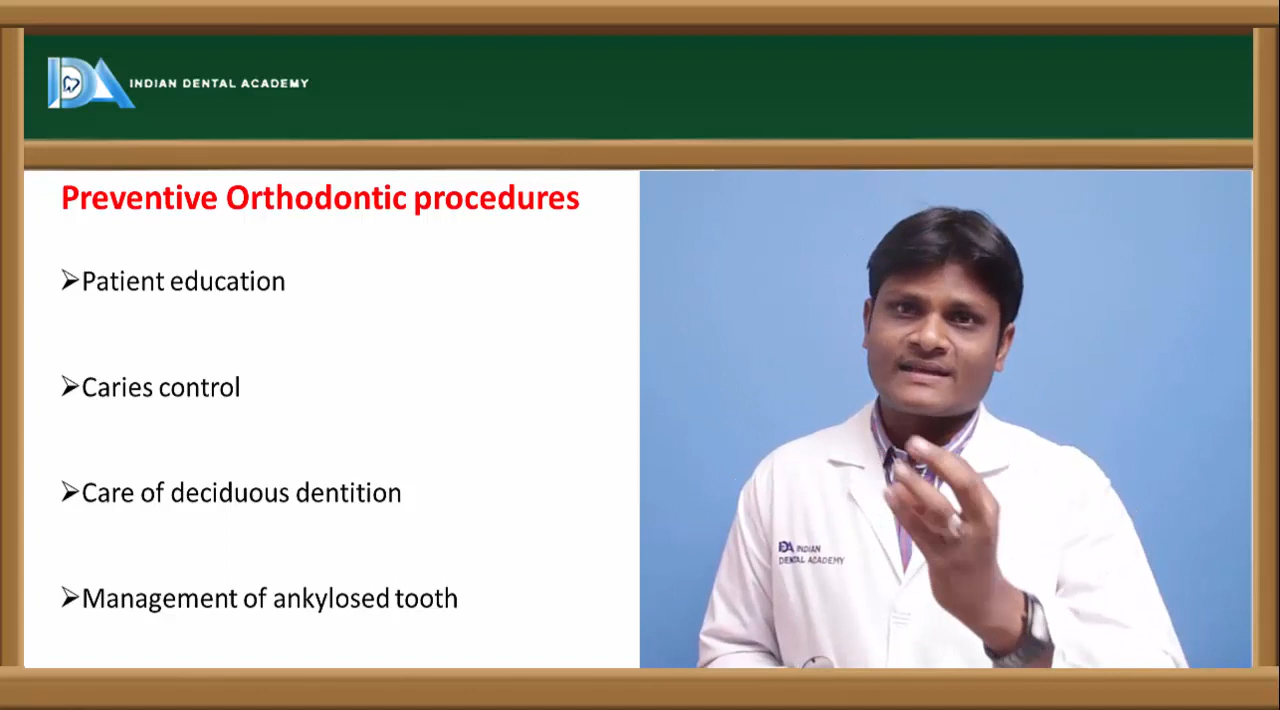 IDA INDIAN DENTAL ACADEMY
Preventive Orthodontic procedures
➢Patient education
➢Caries control
➢Care of deciduous dentition
➢Management of ankylosed tooth
IDA INDIAN
DENTAL ACADEMY